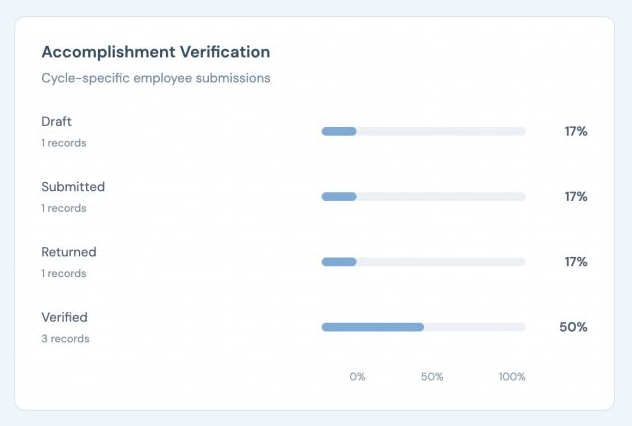 Accomplishment Verification
Cycle-specific employee submissions
Draft
1 records
17%
Submitted
1 records
17%
Returned
1 records
17%
Verified
3 records
50%
0% 50% 100%